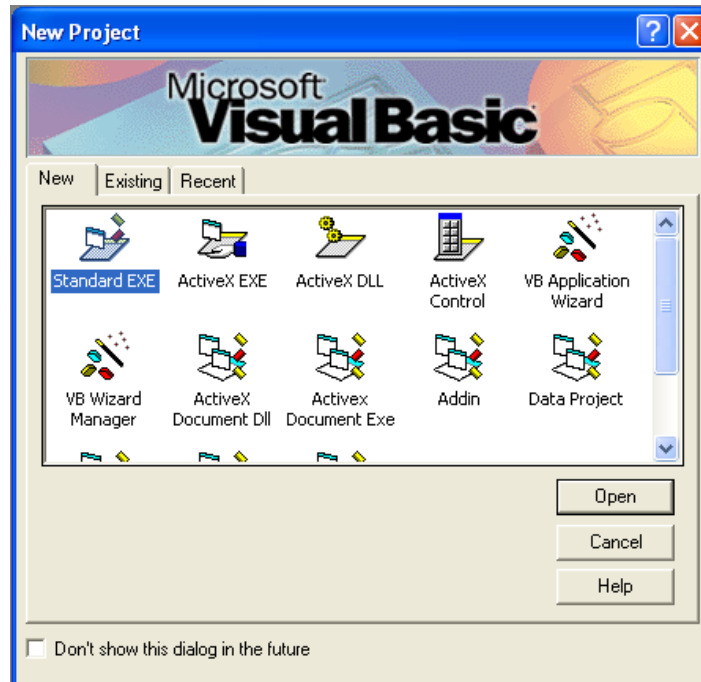 New Project
Microsoft
Visual Basic
New Existing Recent
Standard EXE ActiveX EXE ActiveX DLL ActiveX Control VB Application Wizard
VB Wizard Manager ActiveX Document Dll Activex Document Exe Addin Data Project
Open
Cancel
Help
Don't show this dialog in the future